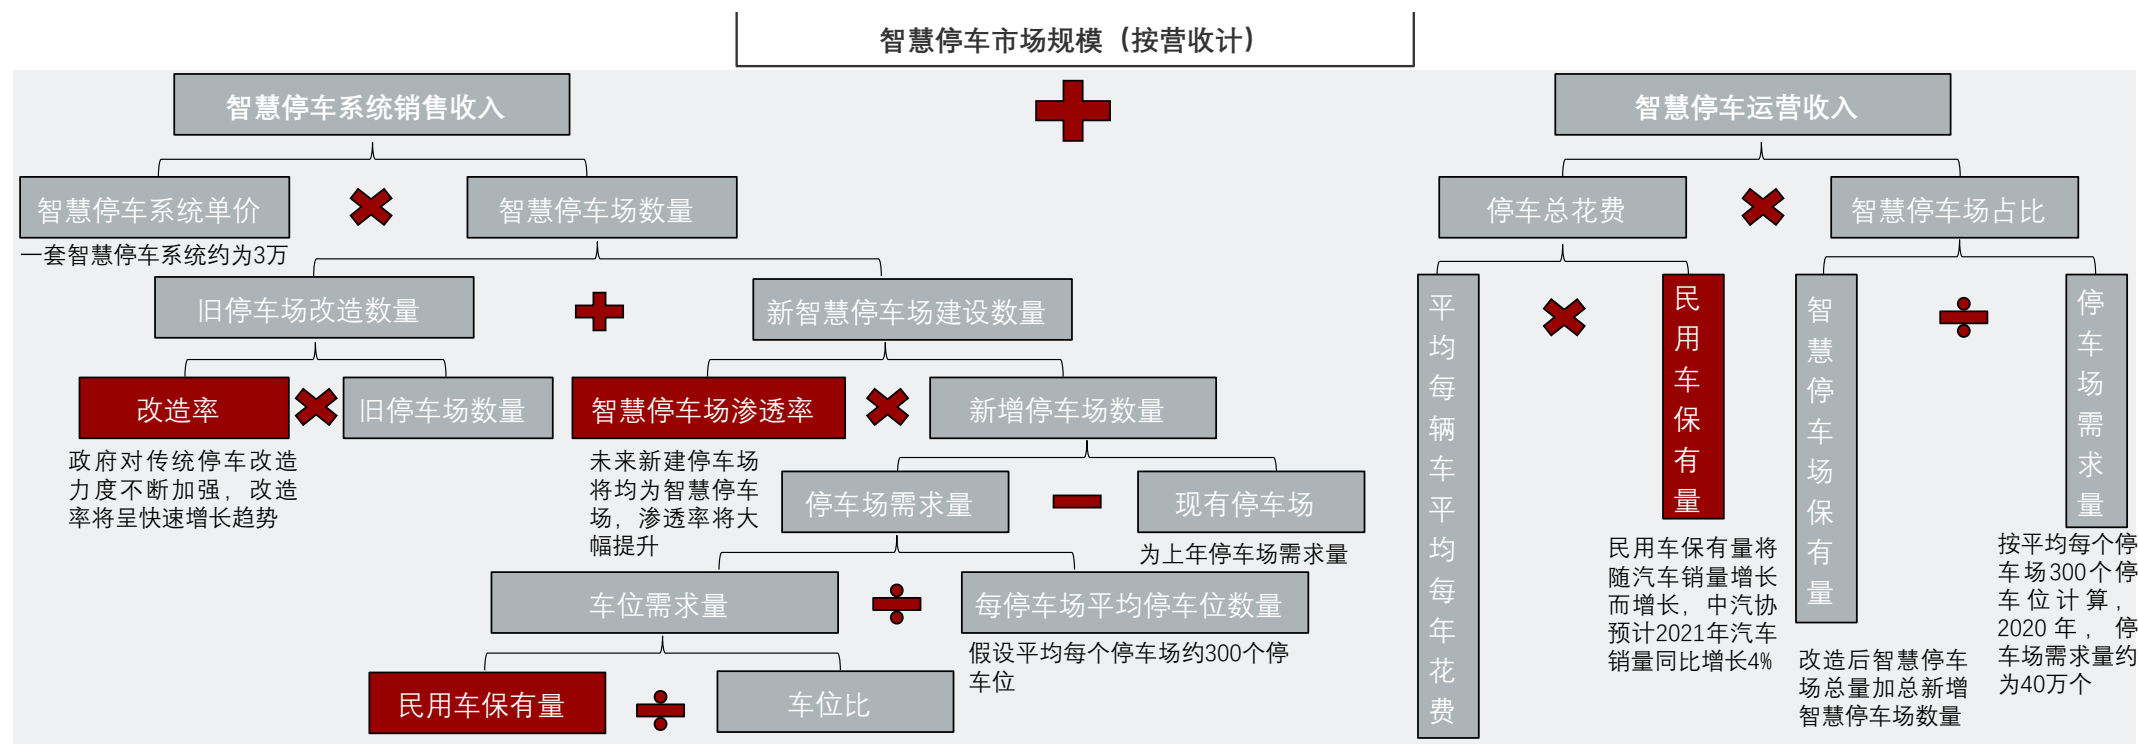 智慧停车市场规模（按营收计）
智慧停车系统销售收入
智慧停车运营收入
智慧停车系统单价
智慧停车场数量
停车总花费
智慧停车场占比
一套智慧停车系统约为3万
旧停车场改造数量
新智慧停车场建设数量
平均每辆车平均每年花费
民用车保有量
智慧停车场保有量
停车场需求量
改造率
旧停车场数量
智慧停车场渗透率
新增停车场数量
政府对传统停车改造
力度不断加强，改造
率将呈快速增长趋势
未来新建停车场
将均为智慧停车
场，渗透率将大
幅提升
停车场需求量
现有停车场
为上年停车场需求量
民用车保有量将
随汽车销量增长
而增长，中汽协
预计2021年汽车
销量同比增长4%
按平均每个停
车场300个停
车位计算，
2020年，停
车场需求量约
为40万个
车位需求量
每停车场平均停车位数量
假设平均每个停车场约300个停
车位
改造后智慧停车
场总量加总新增
智慧停车场数量
民用车保有量
车位比